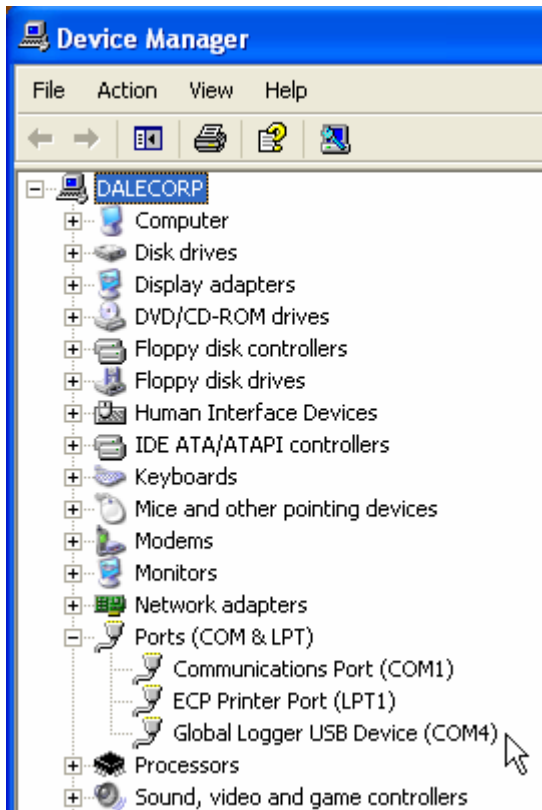 Device Manager
File Action View Help
DALECORP
Computer
Disk drives
Display adapters
DVD/CD-ROM drives
Floppy disk controllers
Floppy disk drives
Human Interface Devices
IDE ATA/ATAPI controllers
Keyboards
Mice and other pointing devices
Modems
Monitors
Network adapters
Ports (COM & LPT)
Communications Port (COM1)
ECP Printer Port (LPT1)
Global Logger USB Device (COM4)
Processors
Sound, video and game controllers